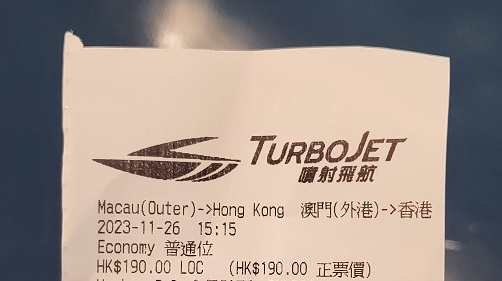 TURBOJET
噴射飛航
Macau(Outer)->Hong Kong 澳門(外港)->香港
2023-11-26 15:15
Economy 普通位
HK$190.00 LOC (HK$190.00 正票價)